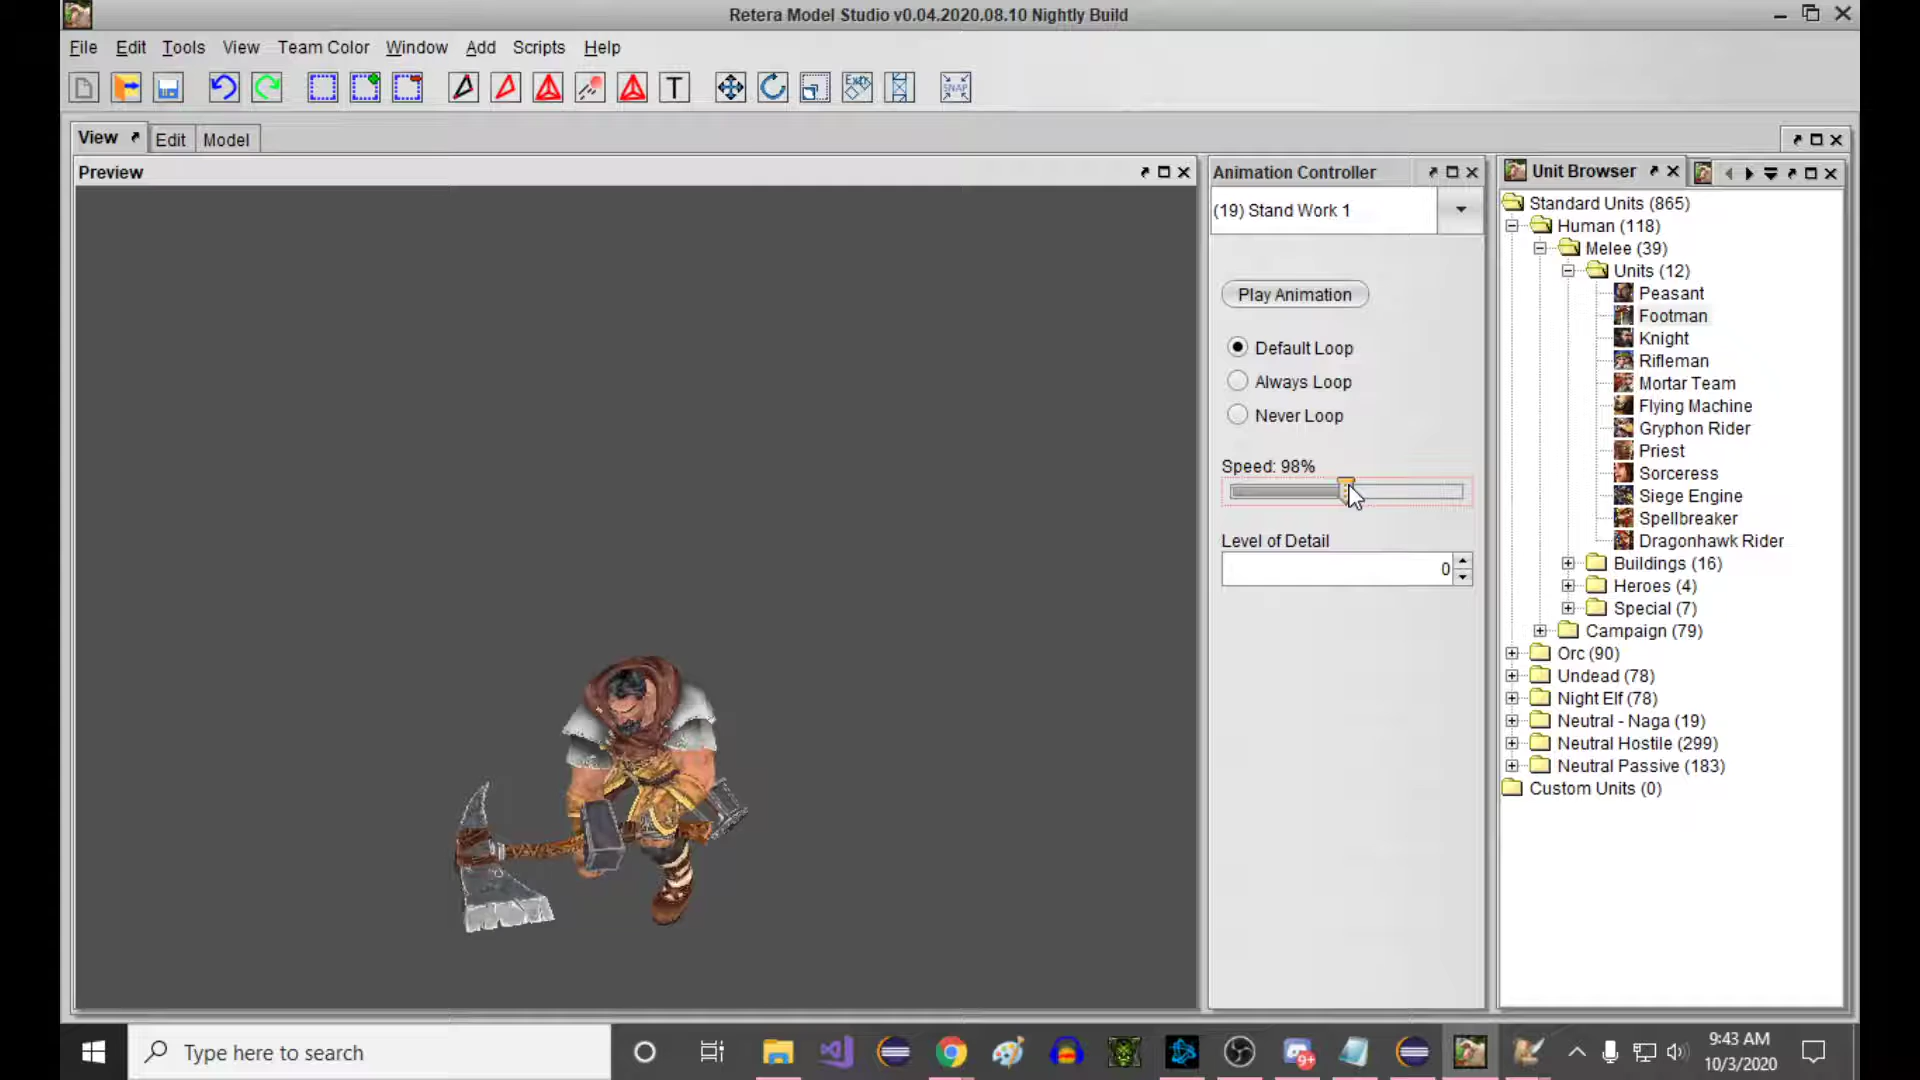 Retera Model Studio v0.04.2020.08.10 Nightly Build
File Edit Tools View Team Color Window Add Scripts Help
T
SNAP
View Edit Model
Preview
Animation Controller
(19) Stand Work 1
Play Animation
Default Loop
Always Loop
Never Loop
Speed: 98%
Level of Detail
0
Unit Browser
Standard Units (865)
Human (118)
Melee (39)
Units (12)
Peasant
Footman
Knight
Rifleman
Mortar Team
Flying Machine
Gryphon Rider
Priest
Sorceress
Siege Engine
Spellbreaker
Dragonhawk Rider
Buildings (16)
Heroes (4)
Special (7)
Campaign (79)
Orc (90)
Undead (78)
Night Elf (78)
Neutral - Naga (19)
Neutral Hostile (299)
Neutral Passive (183)
Custom Units (0)
Type here to search
9+
9:43 AM
10/3/2020